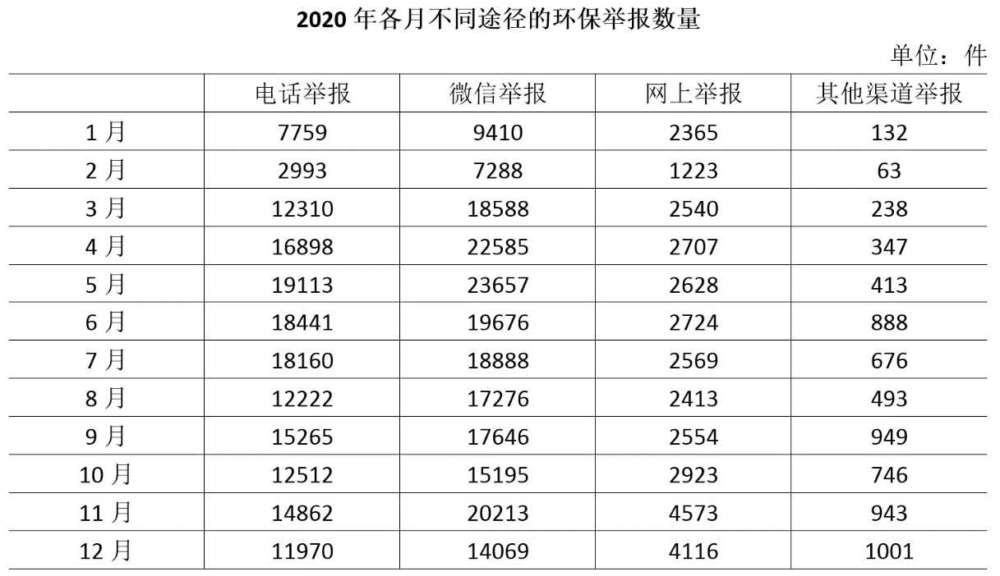 2020 年各月不同途径的环保举报数量
单位：件
电话举报 微信举报 网上举报 其他渠道举报
1 月 7759 9410 2365 132
2 月 2993 7288 1223 63
3 月 12310 18588 2540 238
4 月 16898 22585 2707 347
5 月 19113 23657 2628 413
6 月 18441 19676 2724 888
7 月 18160 18888 2569 676
8 月 12222 17276 2413 493
9 月 15265 17646 2554 949
10 月 12512 15195 2923 746
11 月 14862 20213 4573 943
12 月 11970 14069 4116 1001